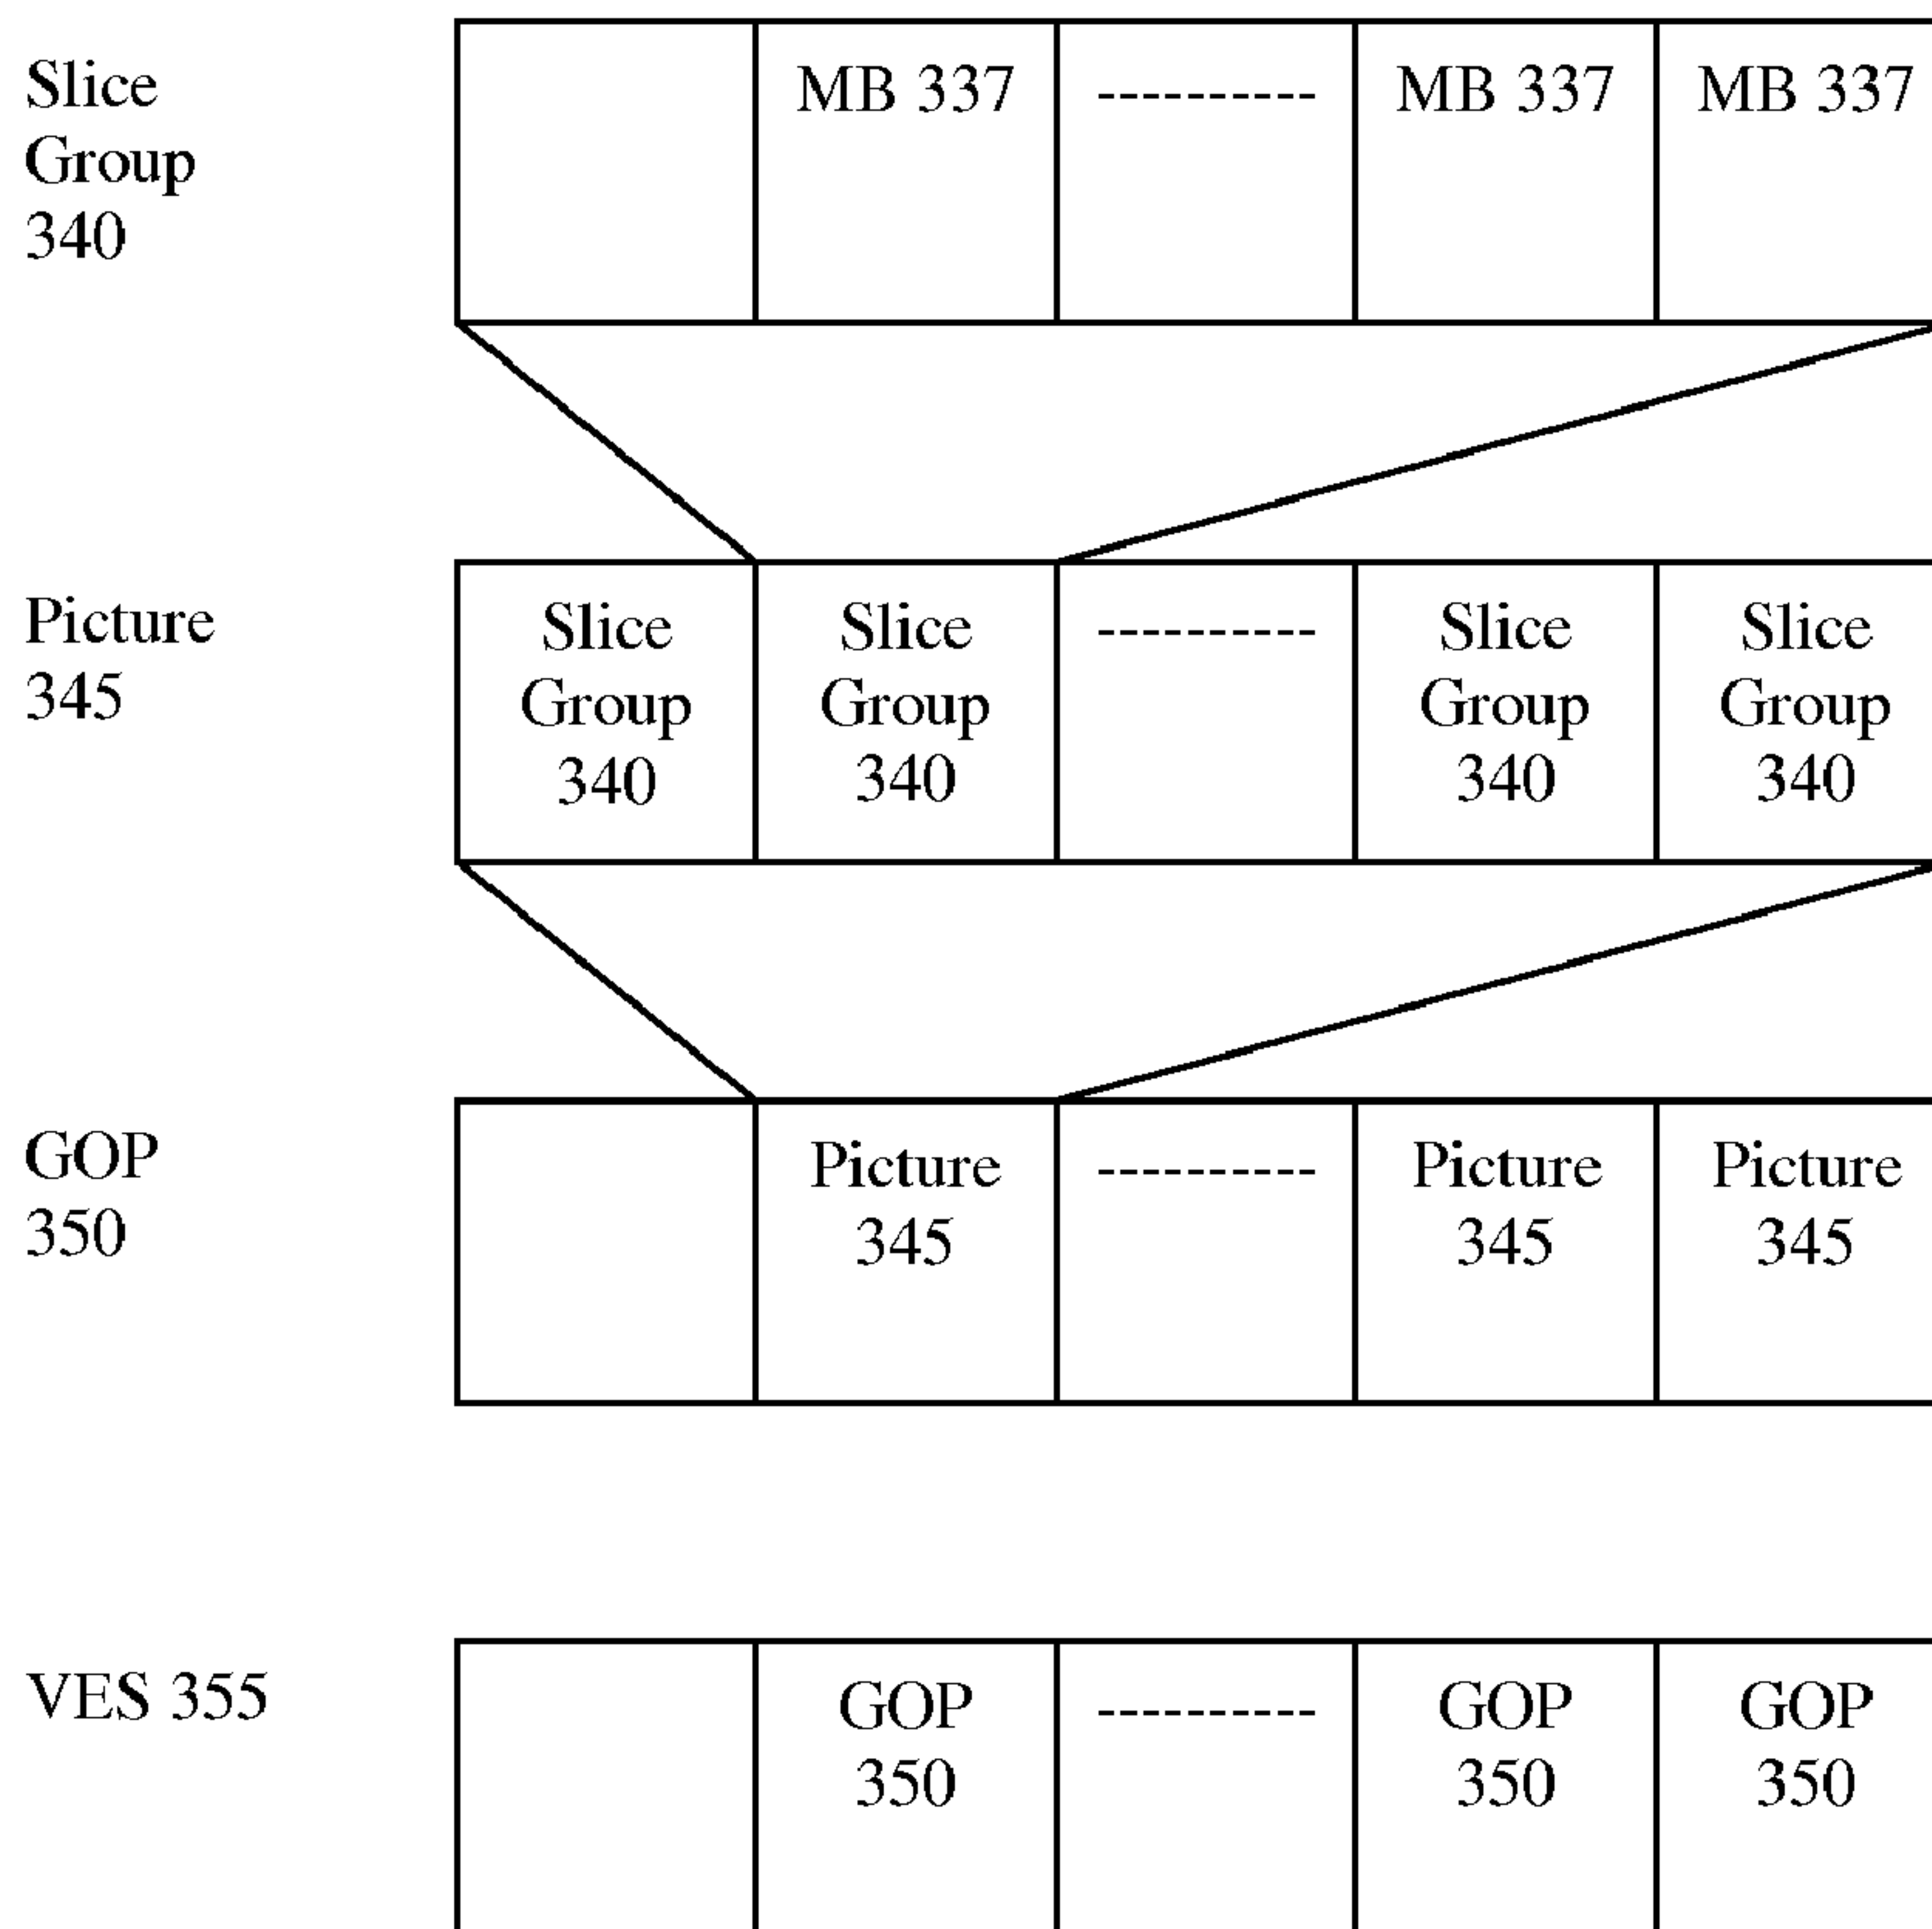 Slice
Group
340
MB 337 ---------- MB 337 MB 337
Picture
345
Slice
Group
340
Slice
Group
340
----------
Slice
Group
340
Slice
Group
340
GOP
350
Picture
345
----------
Picture
345
Picture
345
VES 355
GOP
350
----------
GOP
350
GOP
350